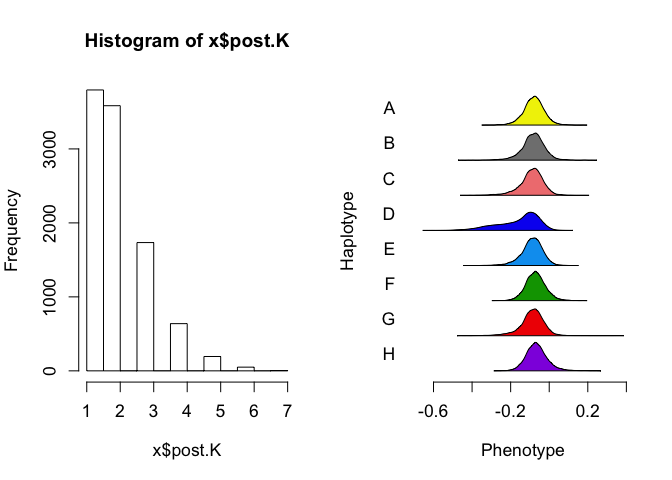 Histogram of x$post.K
Frequency
0
1000
2000
3000
1 2 3 4 5 6 7
x$post.K
Haplotype
A
B
C
D
E
F
G
H
-0.6 -0.2 0.2
Phenotype